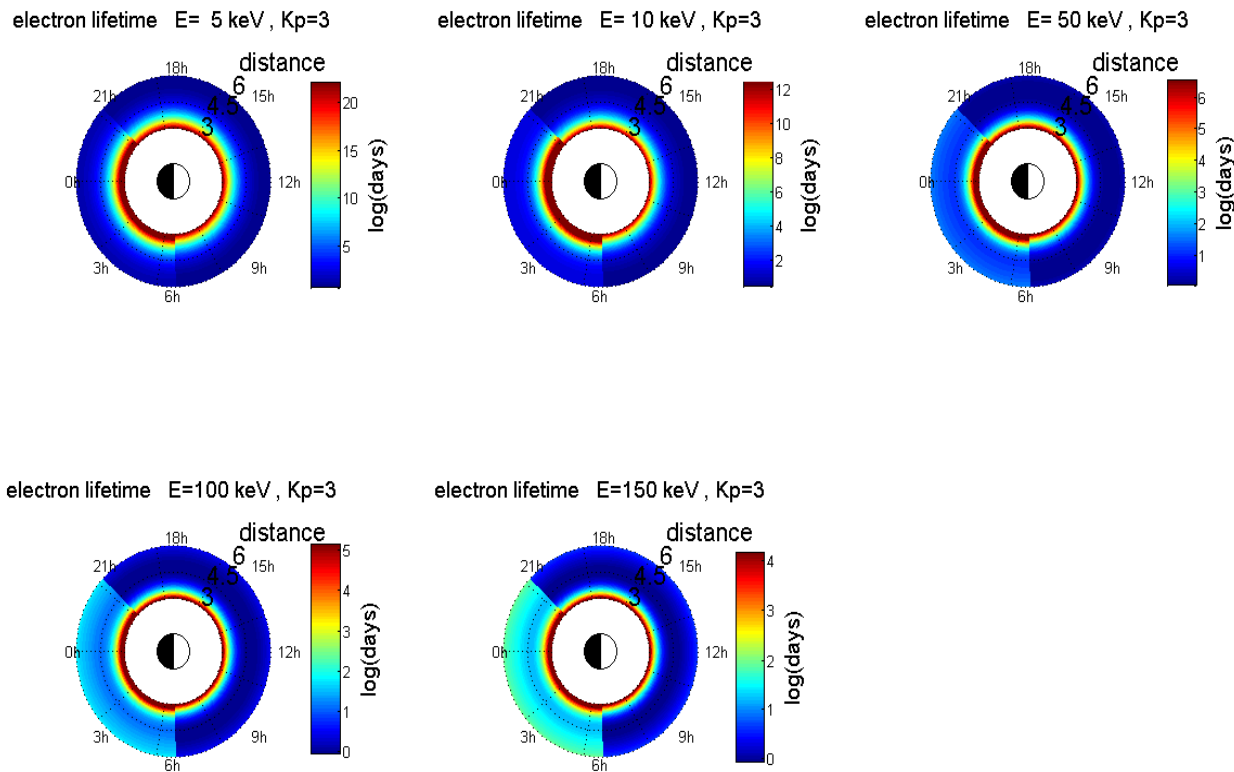 electron lifetime E= 5 keV , Kp=3
distance
18h
6
21h
4.5
15h
3
0h
12h
3h
9h
6h
20
15
10
5
log(days)
electron lifetime E= 10 keV , Kp=3
distance
18h
6
21h
4.5
15h
3
0h
12h
3h
9h
6h
12
10
8
6
4
2
log(days)
electron lifetime E= 50 keV , Kp=3
distance
18h
6
21h
4.5
15h
3
0h
12h
3h
9h
6h
6
5
4
3
2
1
log(days)
electron lifetime E=100 keV , Kp=3
distance
18h
6
21h
4.5
15h
3
0h
12h
3h
9h
6h
5
4
3
2
1
0
log(days)
electron lifetime E=150 keV , Kp=3
distance
18h
6
21h
4.5
15h
3
0h
12h
3h
9h
6h
4
3
2
1
0
log(days)